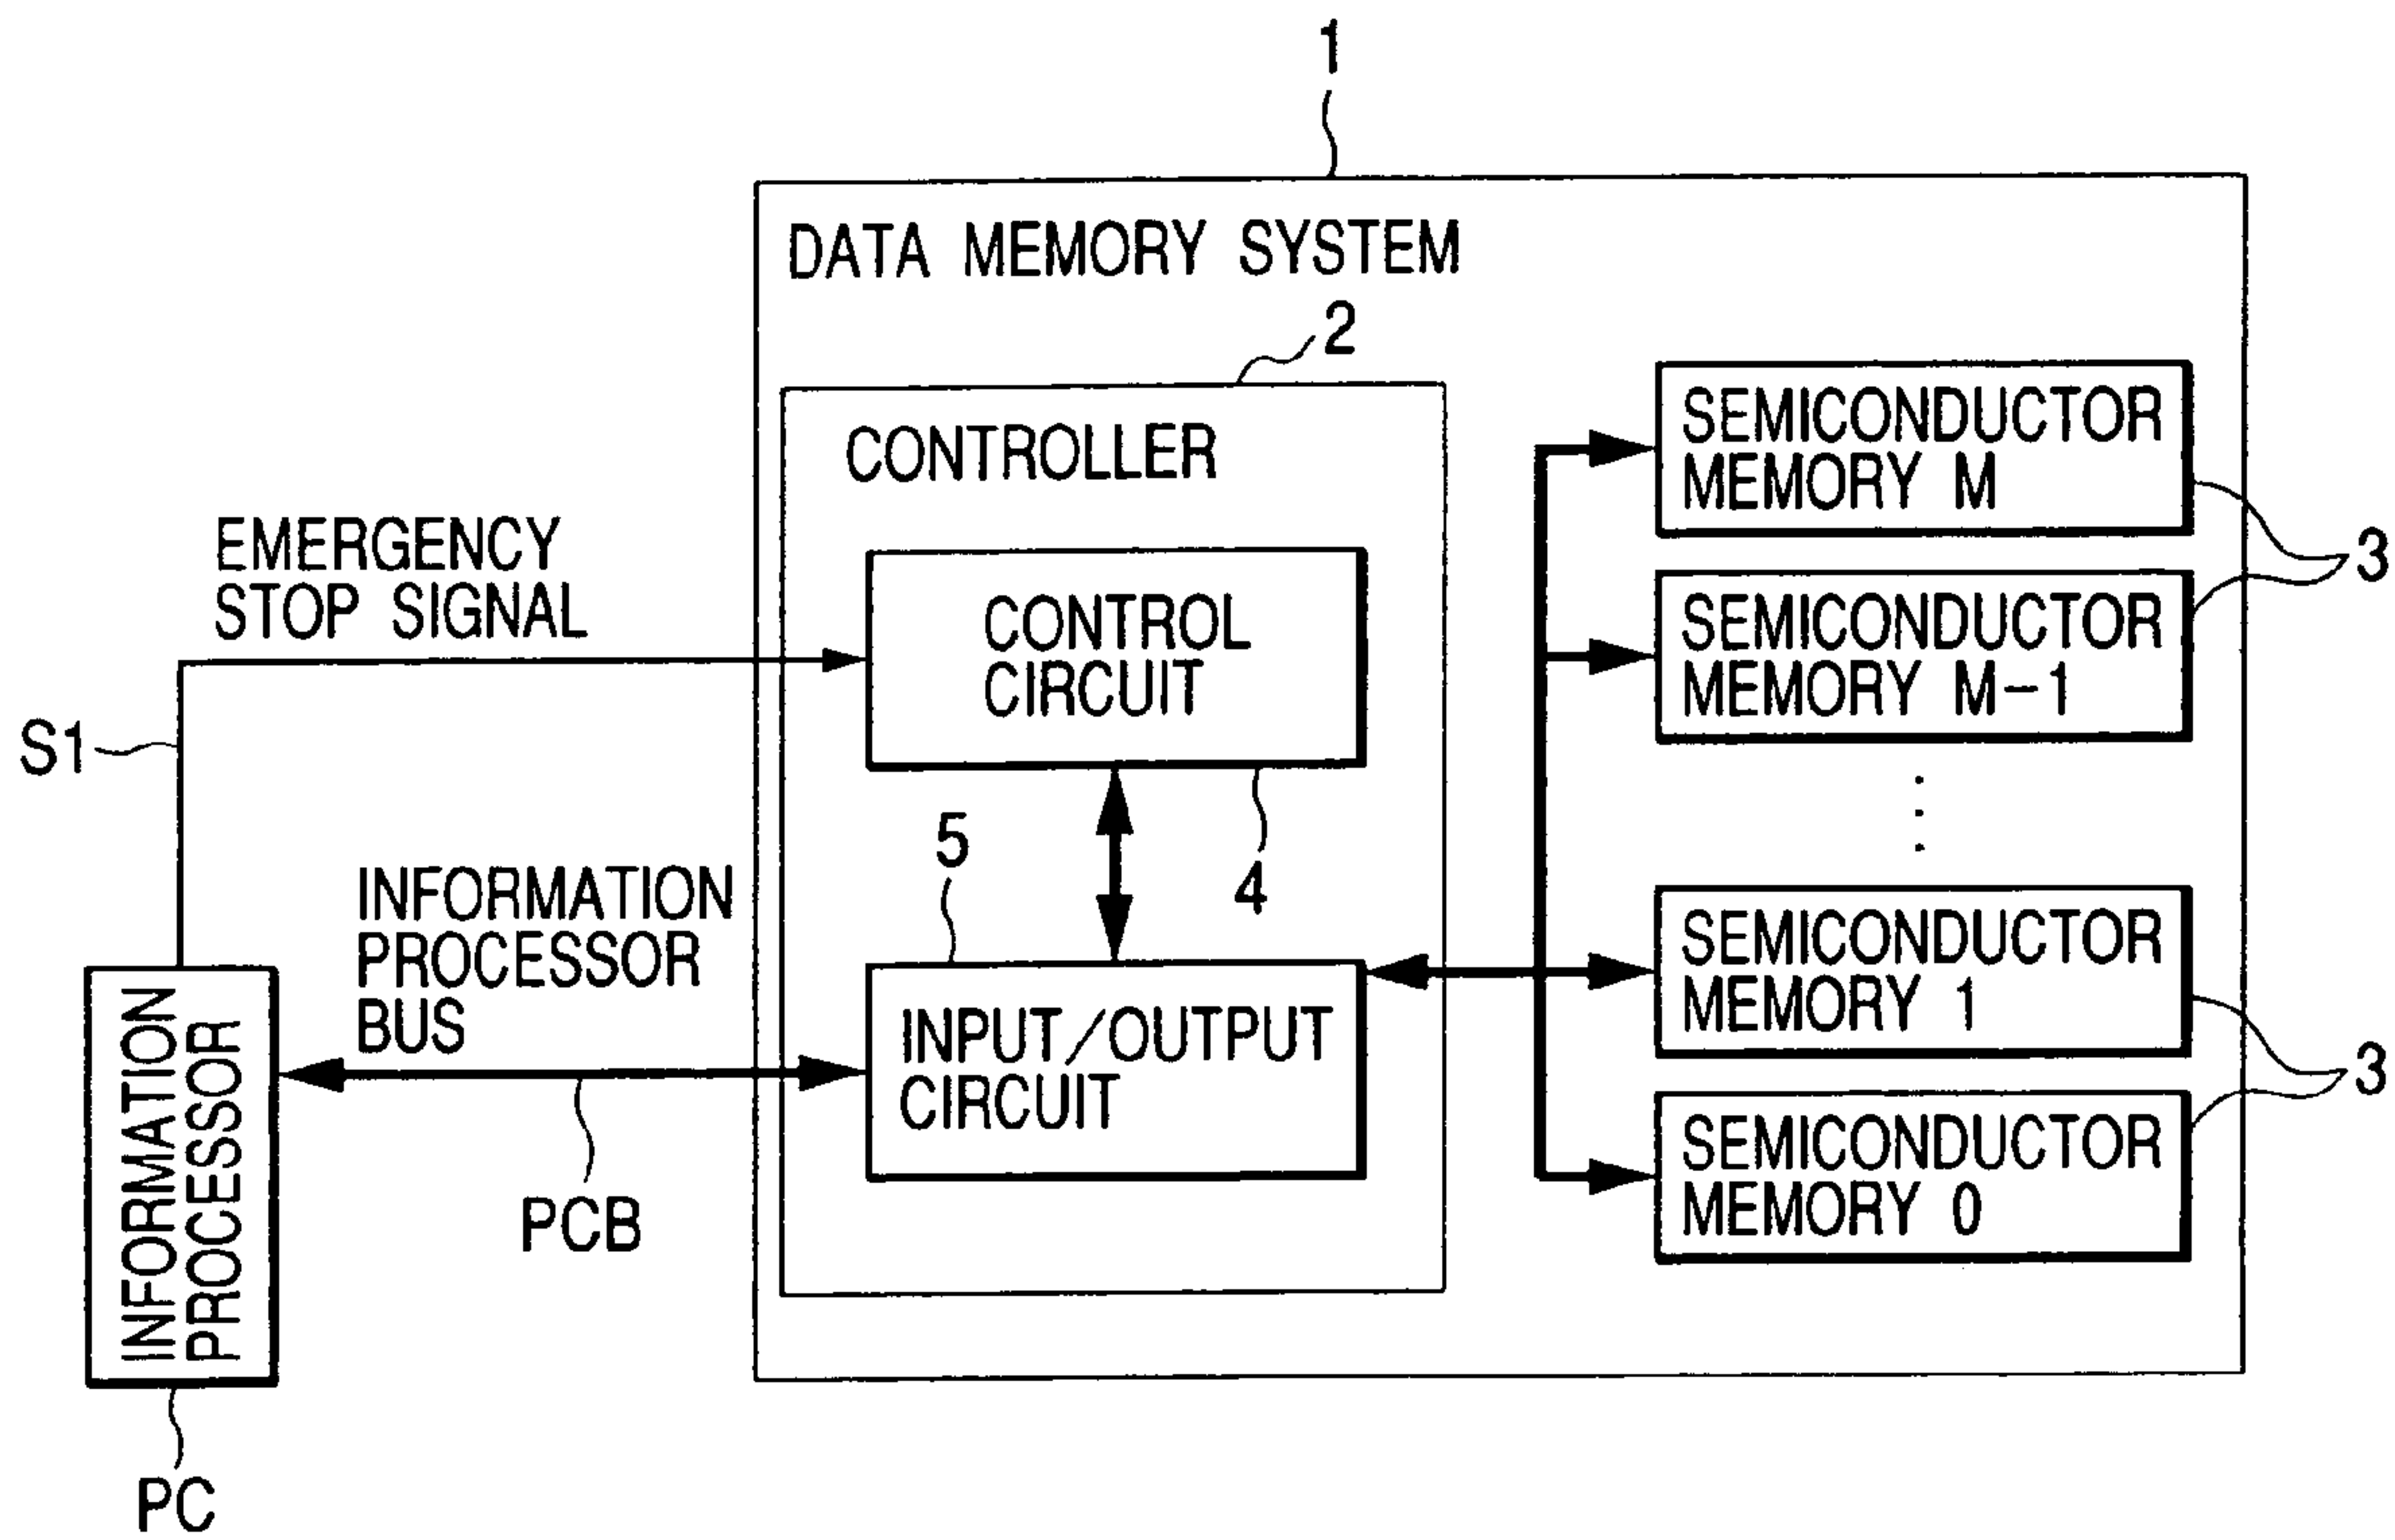 1
DATA MEMORY SYSTEM
2
CONTROLLER
SEMICONDUCTOR
MEMORY M
EMERGENCY
STOP SIGNAL
CONTROL
CIRCUIT
3
SEMICONDUCTOR
MEMORY M-1
S1
5
4
INFORMATION
PROCESSOR
BUS
SEMICONDUCTOR
MEMORY 1
INFORMATION
PROCESSOR
INPUT/OUTPUT
CIRCUIT
3
SEMICONDUCTOR
MEMORY 0
PCB
PC